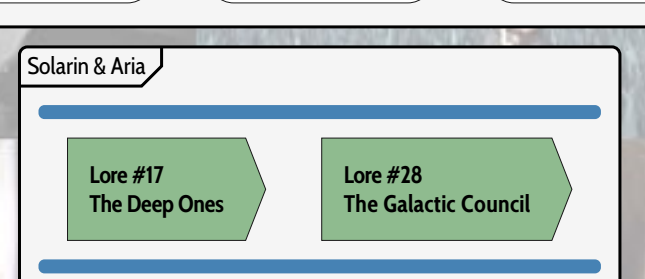 Solarin & Aria
Lore #17
The Deep Ones
Lore #28
The Galactic Council